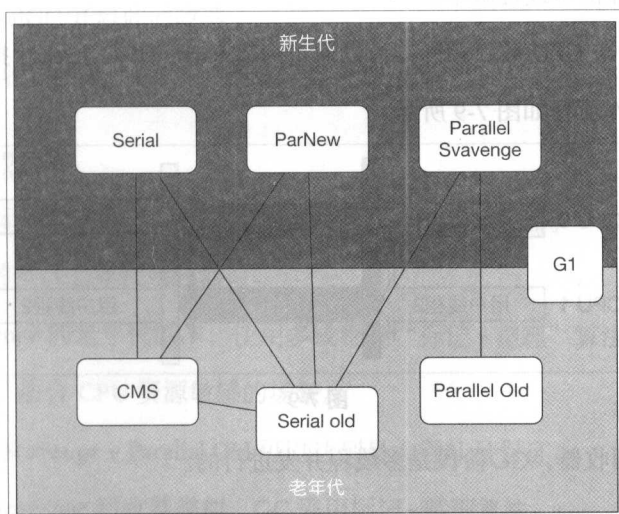 新生代
Serial
ParNew
Parallel
Svavenge
G1
CMS
Serial old
Parallel Old
老年代